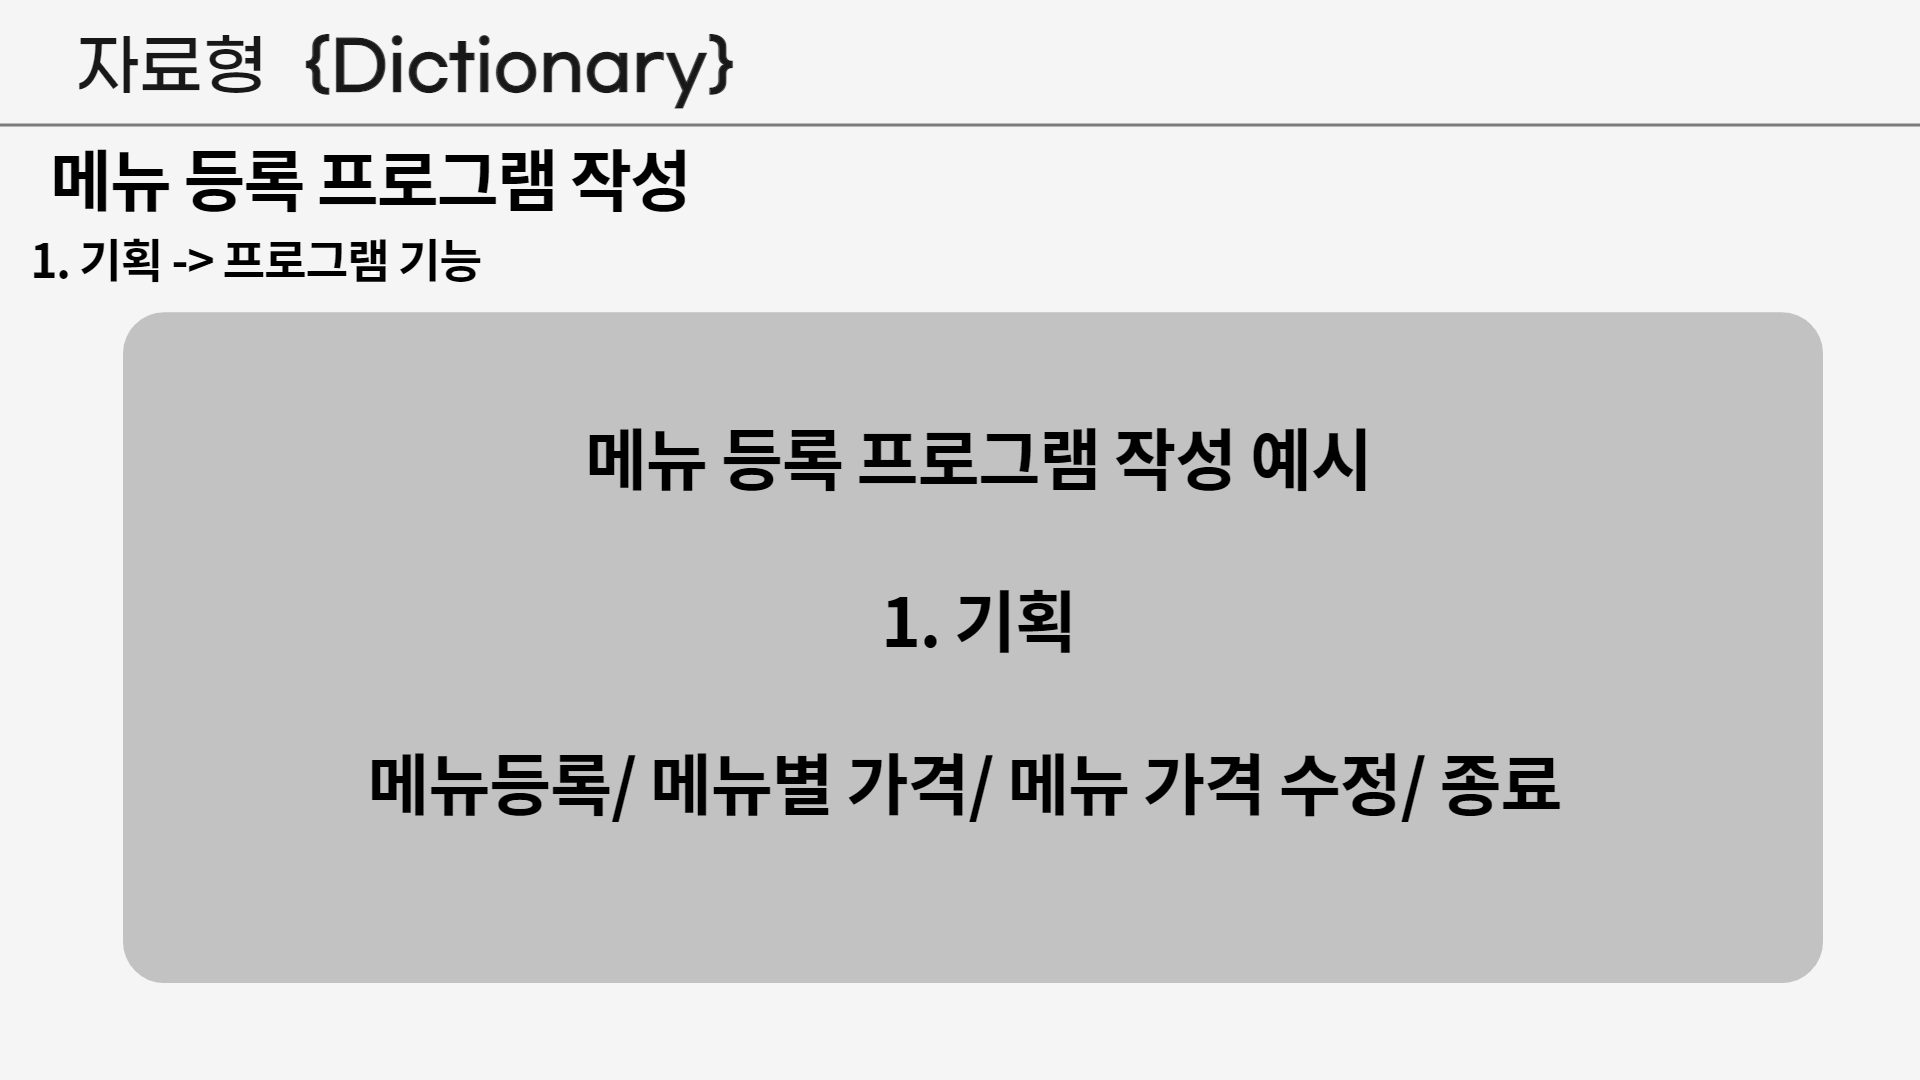 자료형 {Dictionary}
메뉴 등록 프로그램 작성
1. 기획 -> 프로그램 기능
메뉴 등록 프로그램 작성 예시
1. 기획
메뉴등록/ 메뉴별 가격/ 메뉴 가격 수정/ 종료